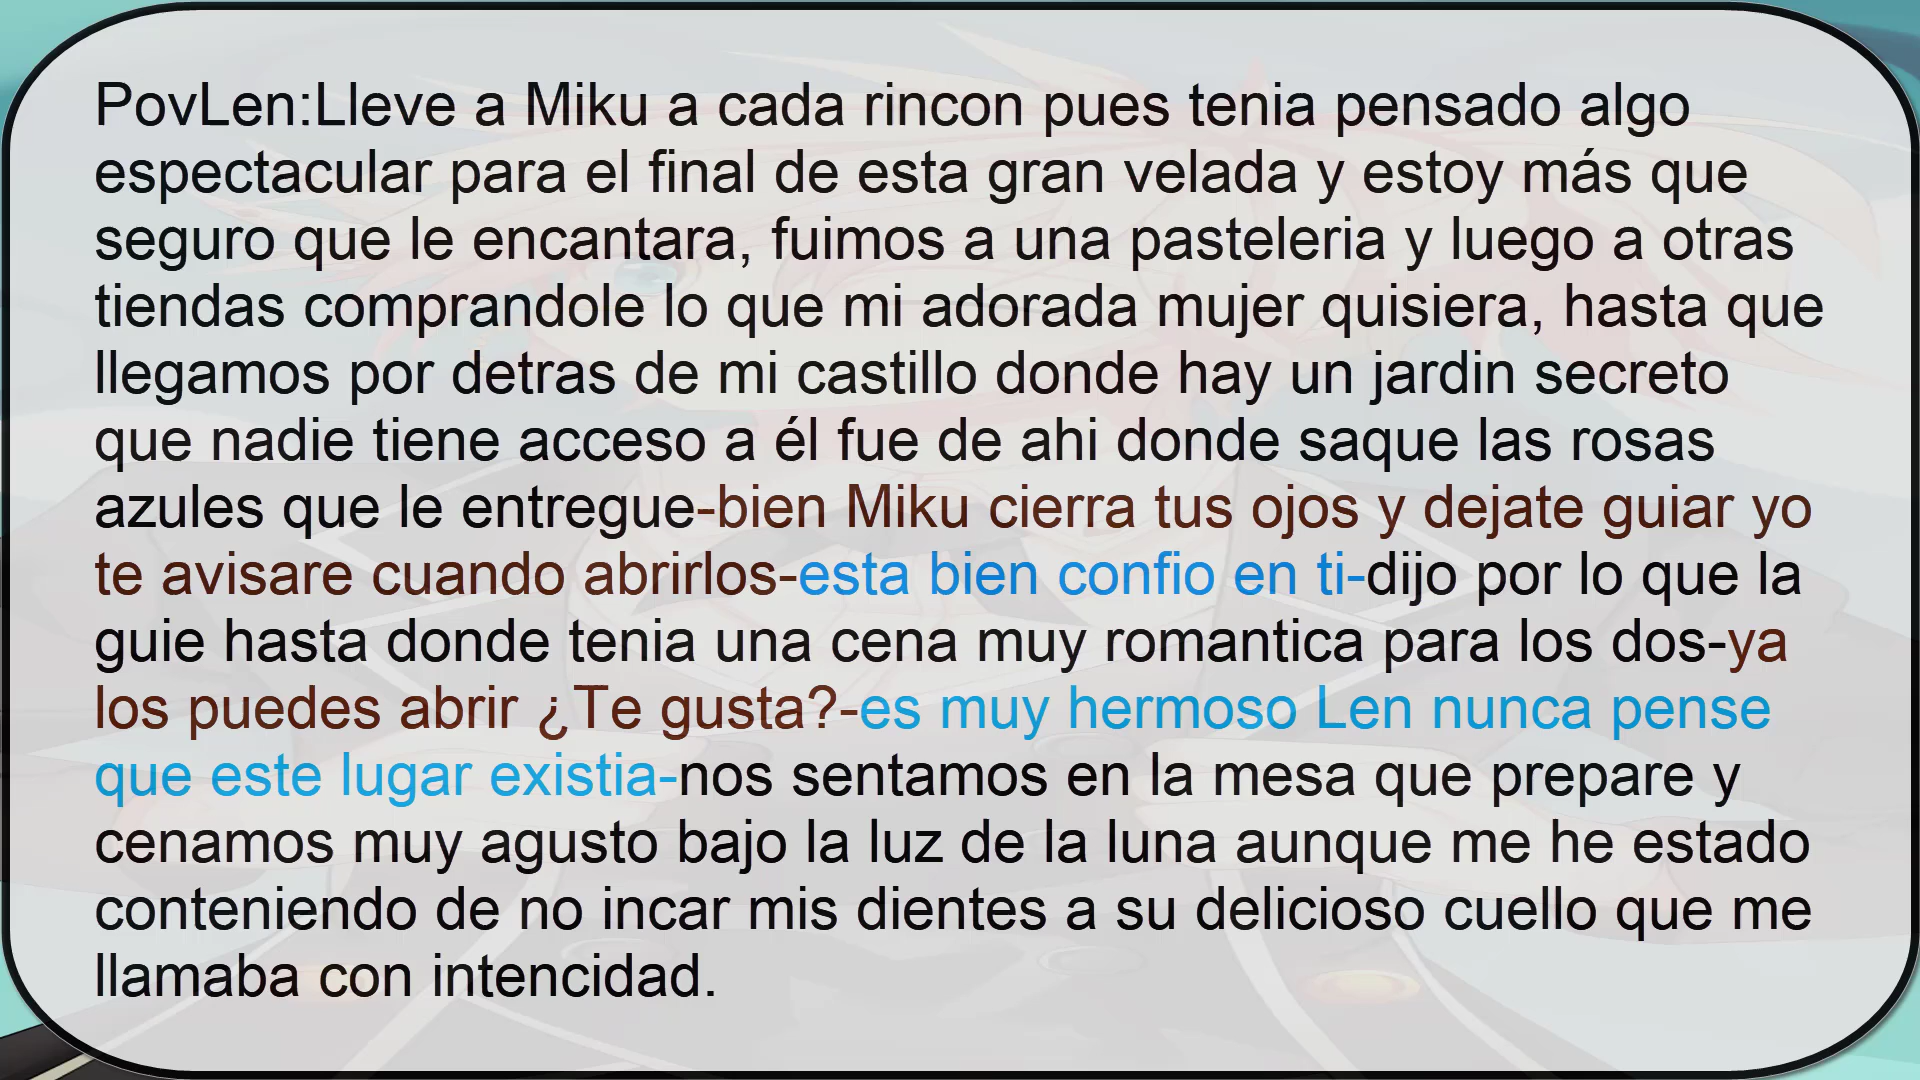 PovLen:Lleve a Miku a cada rincon pues tenia pensado algo
espectacular para el final de esta gran velada y estoy más que
seguro que le encantara, fuimos a una pasteleria y luego a otras
tiendas comprandole lo que mi adorada mujer quisiera, hasta que
llegamos por detras de mi castillo donde hay un jardin secreto
que nadie tiene acceso a él fue de ahi donde saque las rosas
azules que le entregue-bien Miku cierra tus ojos y dejate guiar yo
te avisare cuando abrirlos-esta bien confio en ti-dijo por lo que la
guie hasta donde tenia una cena muy romantica para los dos-ya
los puedes abrir ¿Te gusta?-es muy hermoso Len nunca pense
que este lugar existia-nos sentamos en la mesa que prepare y
cenamos muy agusto bajo la luz de la luna aunque me he estado
conteniendo de no incar mis dientes a su delicioso cuello que me
llamaba con intencidad.